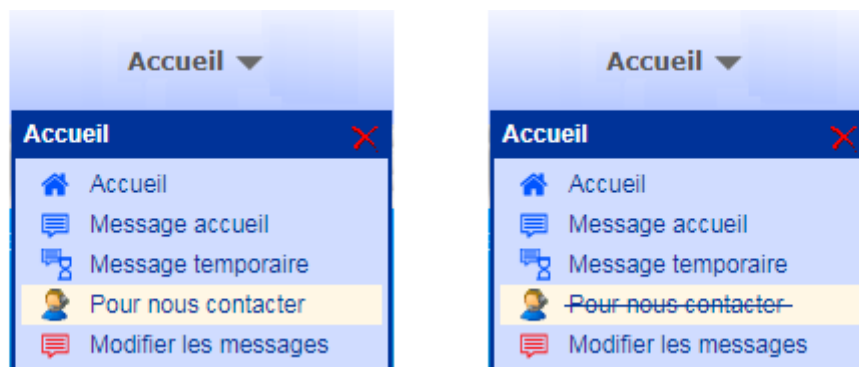 Accueil
Accueil
Accueil
Message accueil
Message temporaire
Pour nous contacter
Modifier les messages
Accueil
Accueil
Accueil
Message accueil
Message temporaire
Pour nous contacter
Modifier les messages